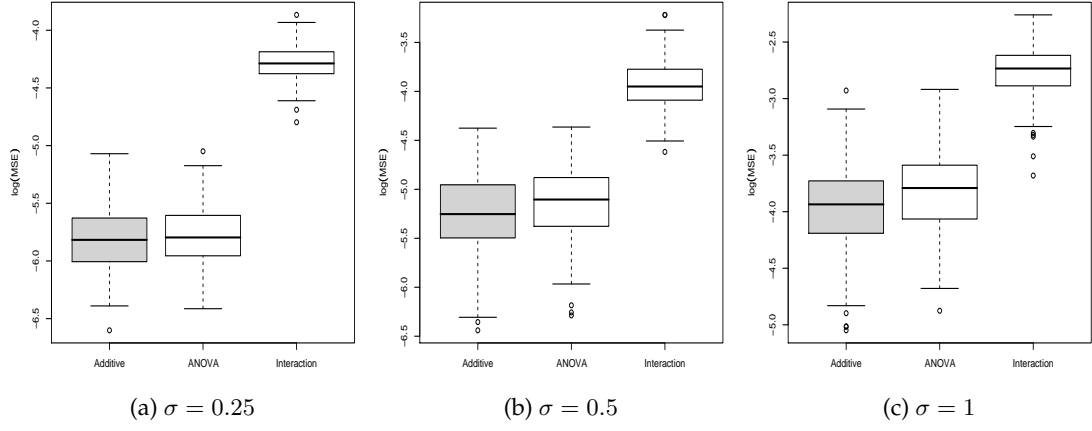 log(MSE)
−4.0
−4.5
−5.0
−5.5
−6.0
−6.5
Additive
ANOVA
Interaction
(a) σ = 0.25
log(MSE)
−3.5
−4.0
−4.5
−5.0
−5.5
−6.0
−6.5
Additive
ANOVA
Interaction
(b) σ = 0.5
log(MSE)
−2.5
−3.0
−3.5
−4.0
−4.5
−5.0
Additive
ANOVA
Interaction
(c) σ = 1